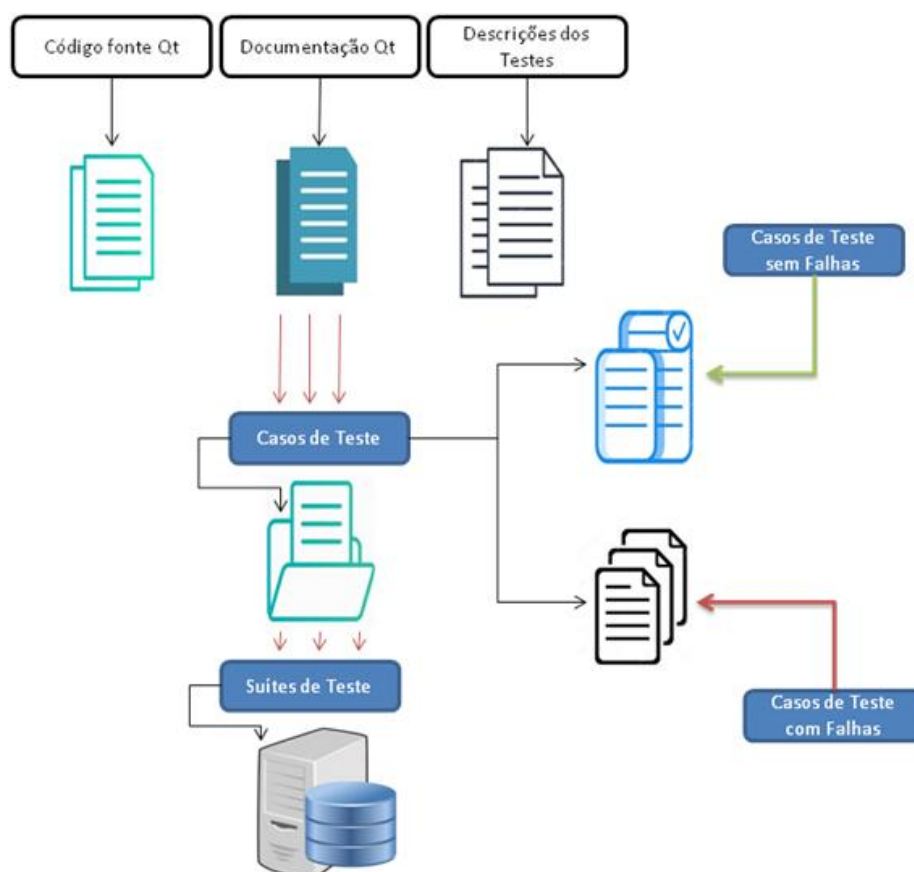 Código fonte Qt
Documentação Qt
Descrições dos
Testes
Casos de Teste
sem Falhas
Casos de Teste
Suítes de Teste
Casos de Teste
com Falhas